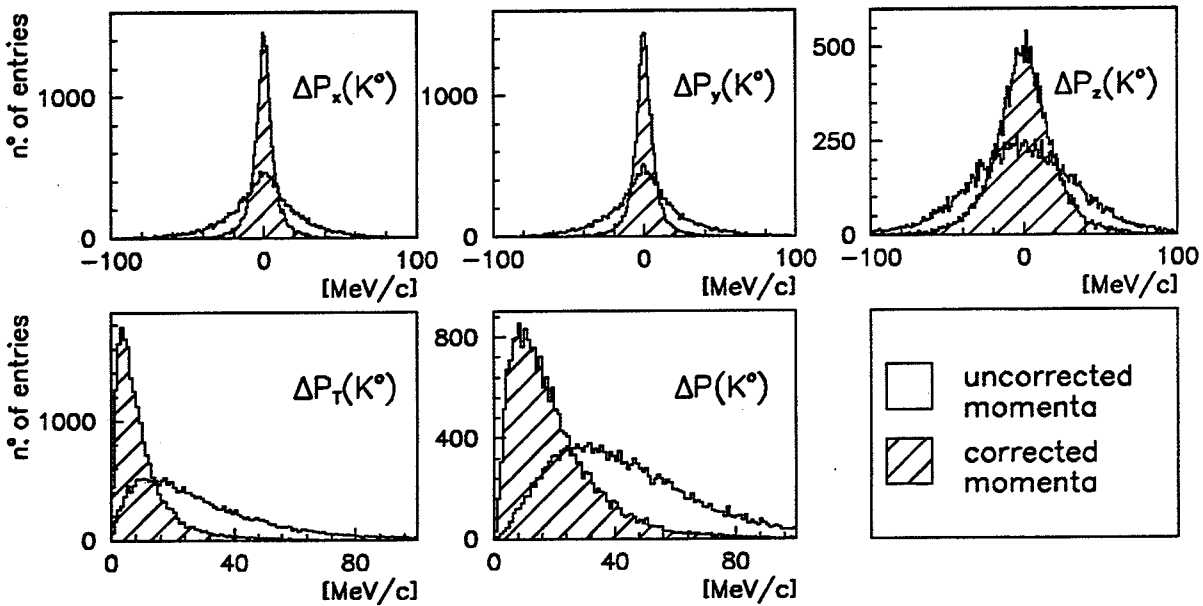 n°. of entries
1000
0
ΔPx(K°)
-100
0
100
[MeV/c]
1000
0
ΔPy(K°)
-100
0
100
[MeV/c]
500
250
0
ΔPz(K°)
-100
0
100
[MeV/c]
n°. of entries
1000
0
ΔPT(K°)
0
40
80
[MeV/c]
800
400
0
ΔP(K°)
0
40
80
[MeV/c]
uncorrected
momenta
corrected
momenta